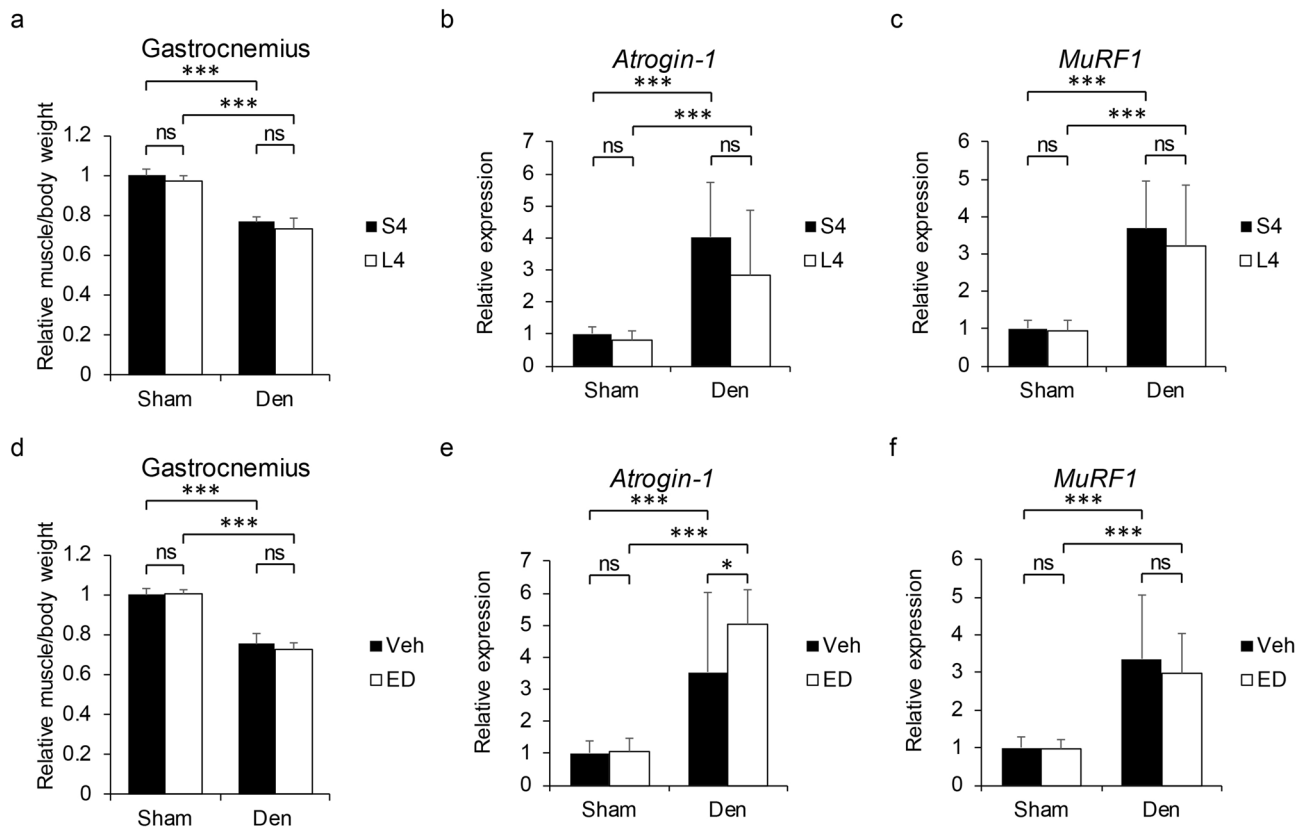 a
Gastrocnemius
***
***
ns
ns
Relative muscle/body weight
1.2
1
0.8
0.6
0.4
0.2
0
Sham
Den
S4
L4
b
Atrogin-1
***
***
ns
ns
Relative expression
7
6
5
4
3
2
1
0
Sham
Den
S4
L4
c
MuRF1
***
***
ns
ns
Relative expression
6
5
4
3
2
1
0
Sham
Den
S4
L4
d
Gastrocnemius
***
***
ns
ns
Relative muscle/body weight
1.2
1
0.8
0.6
0.4
0.2
0
Sham
Den
Veh
ED
e
Atrogin-1
***
***
ns
*
Relative expression
7
6
5
4
3
2
1
0
Sham
Den
Veh
ED
f
MuRF1
***
***
ns
ns
Relative expression
6
5
4
3
2
1
0
Sham
Den
Veh
ED